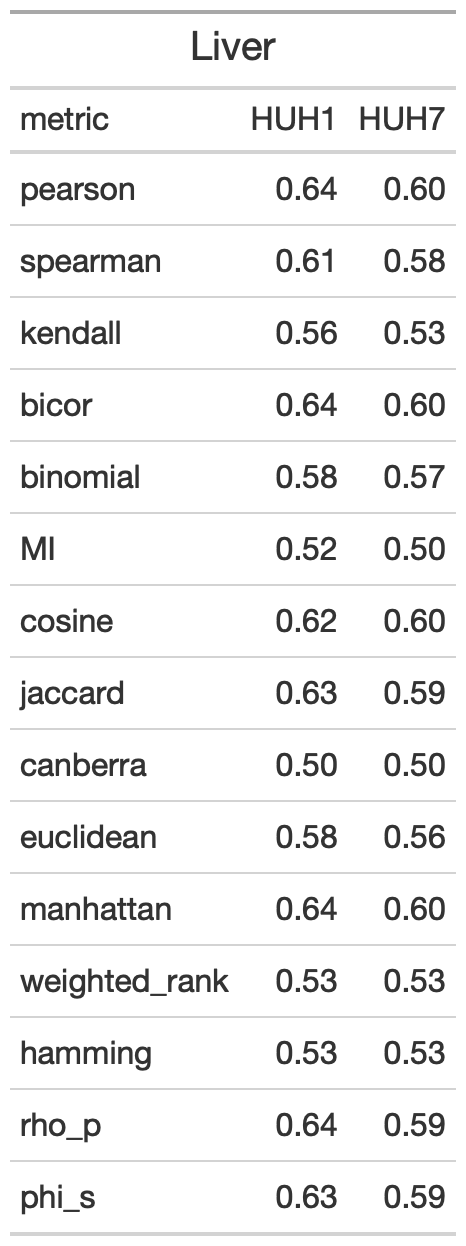 Liver
metric HUH1 HUH7
pearson 0.64 0.60
spearman 0.61 0.58
kendall 0.56 0.53
bicor 0.64 0.60
binomial 0.58 0.57
MI 0.52 0.50
cosine 0.62 0.60
jaccard 0.63 0.59
canberra 0.50 0.50
euclidean 0.58 0.56
manhattan 0.64 0.60
weighted_rank 0.53 0.53
hamming 0.53 0.53
rho_p 0.64 0.59
phi_s 0.63 0.59